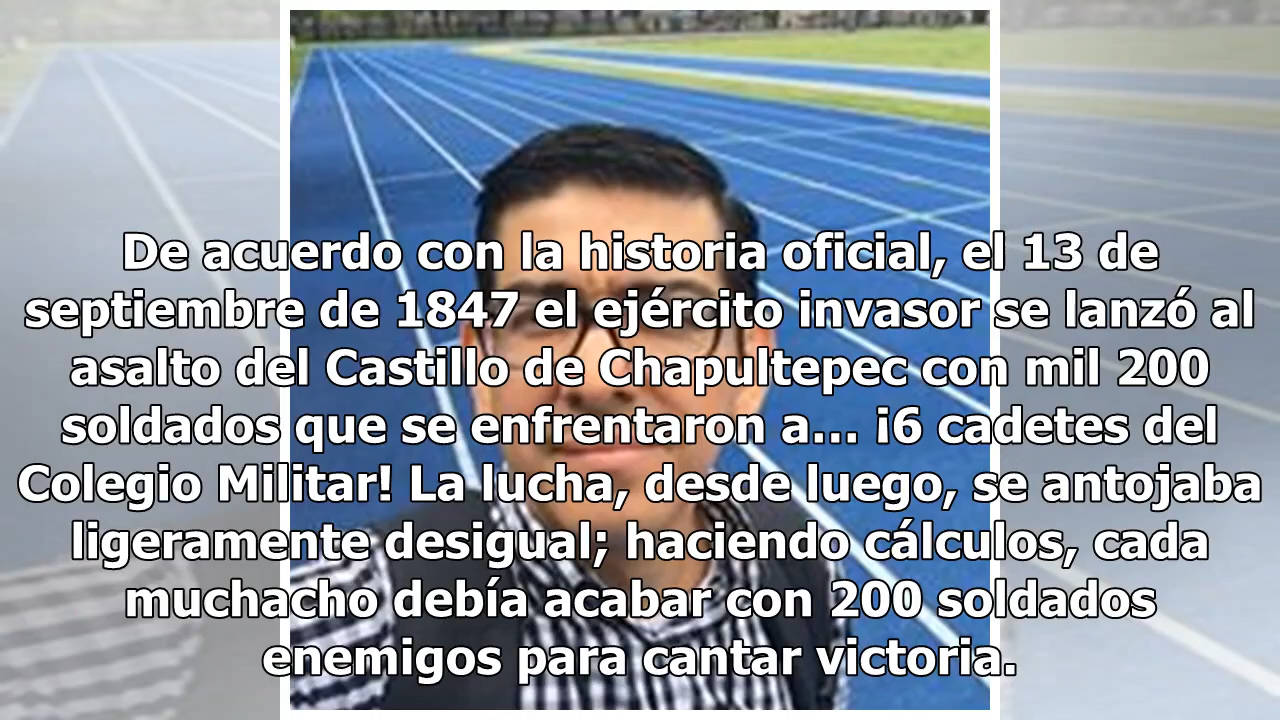 De acuerdo con la historia oficial, el 13 de
septiembre de 1847 el ejército invasor se lanzó al
asalto del Castillo de Chapultepec con mil 200
soldados que se enfrentaron a... ¡6 cadetes del
Colegio Militar! La lucha, desde luego, se antojaba
ligeramente desigual; haciendo cálculos, cada
muchacho debía acabar con 200 soldados
enemigos para cantar victoria.